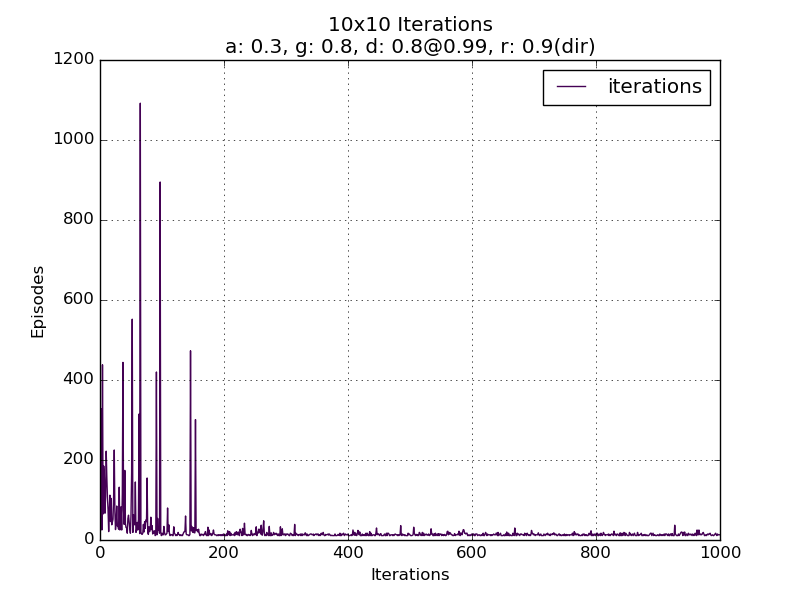 10x10 Iterations
a: 0.3, g: 0.8, d: 0.8@0.99, r: 0.9(dir)
iterations
1200
1000
800
600
400
200
0
Episodes
0 200 400 600 800 1000
Iterations